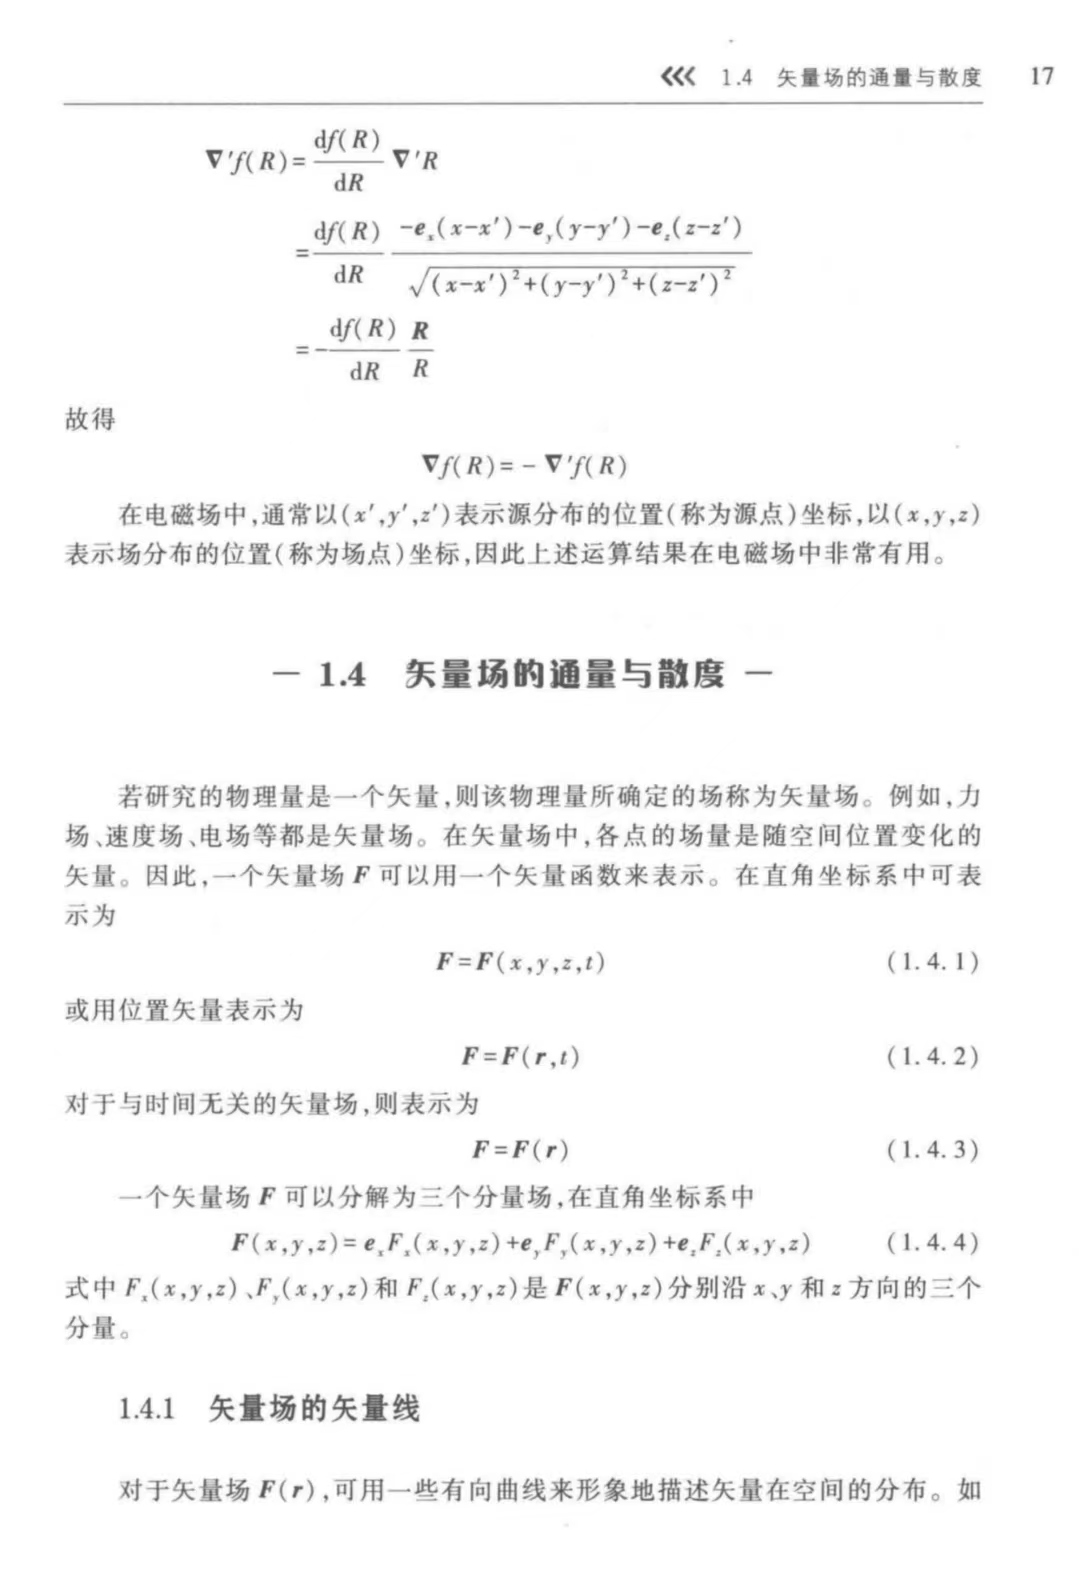 <<< 1.4 矢量场的通量与散度 17
∇′f(R)= df(R)/dR ∇′R
= df(R)/dR · [-eₓ(x-x′)-e_y(y-y′)-e_z(z-z′)]/√((x-x′)²+(y-y′)²+(z-z′)²)
=- df(R)/dR · R/R
故得
∇f(R)=-∇′f(R)
在电磁场中,通常以(x′,y′,z′)表示源分布的位置(称为源点)坐标,以(x,y,z)
表示场分布的位置(称为场点)坐标,因此上述运算结果在电磁场中非常有用。
— 1.4 矢量场的通量与散度 —
若研究的物理量是一个矢量,则该物理量所确定的场称为矢量场。例如,力
场、速度场、电场等都是矢量场。在矢量场中,各点的场量是随空间位置变化的
矢量。因此,一个矢量场 F 可以用一个矢量函数来表示。在直角坐标系中可表
示为
F=F(x,y,z,t) (1.4.1)
或用位置矢量表示为
F=F(r,t) (1.4.2)
对于与时间无关的矢量场,则表示为
F=F(r) (1.4.3)
一个矢量场 F 可以分解为三个分量场,在直角坐标系中
F(x,y,z)=eₓFₓ(x,y,z)+e_yF_y(x,y,z)+e_zF_z(x,y,z) (1.4.4)
式中 Fₓ(x,y,z)、F_y(x,y,z)和 F_z(x,y,z)是 F(x,y,z)分别沿 x、y 和 z 方向的三个
分量。
1.4.1 矢量场的矢量线
对于矢量场 F(r),可用一些有向曲线来形象地描述矢量在空间的分布。如